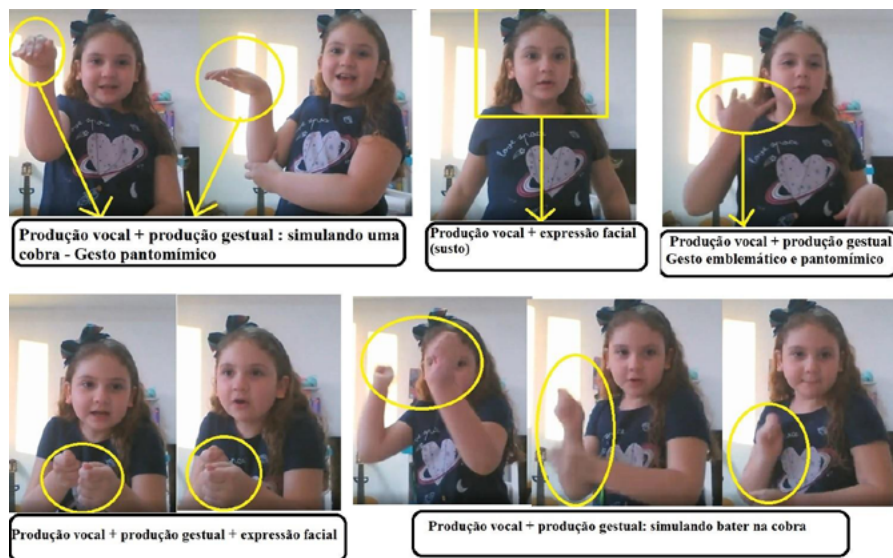 Produção vocal + produção gestual : simulando uma
cobra - Gesto pantomímico
Produção vocal + expressão facial
(susto)
Produção vocal + produção gestual
Gesto emblemático e pantomímico
Produção vocal + produção gestual + expressão facial
Produção vocal + produção gestual: simulando bater na cobra